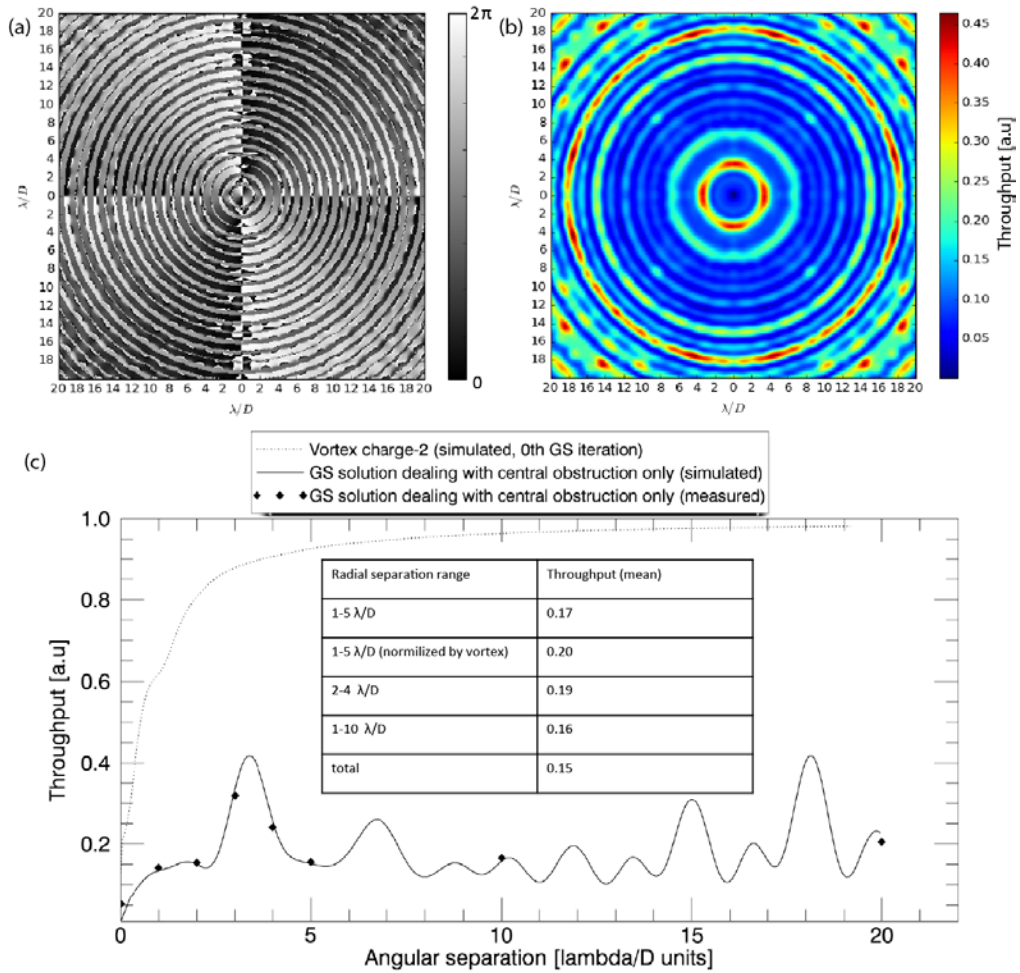 (a)
20
18
16
14
12
10
8
6
4
2
0
2
4
6
8
10
12
14
16
18
λ/D
20 18 16 14 12 10 8 6 4 2 0 2 4 6 8 10 12 14 16 18 20
λ/D
2π
0
(b)
20
18
16
14
12
10
8
6
4
2
0
2
4
6
8
10
12
14
16
18
λ/D
20 18 16 14 12 10 8 6 4 2 0 2 4 6 8 10 12 14 16 18 20
λ/D
0.45
0.40
0.35
0.30
0.25
0.20
0.15
0.10
0.05
Throughput [a.u]
(c)
Vortex charge-2 (simulated, 0th GS iteration)
GS solution dealing with central obstruction only (simulated)
GS solution dealing with central obstruction only (measured)
1.0
0.8
0.6
0.4
0.2
Throughput [a.u]
Radial separation range Throughput (mean)
1-5 λ/D 0.17
1-5 λ/D (normilized by vortex) 0.20
2-4 λ/D 0.19
1-10 λ/D 0.16
total 0.15
0 5 10 15 20
Angular separation [lambda/D units]